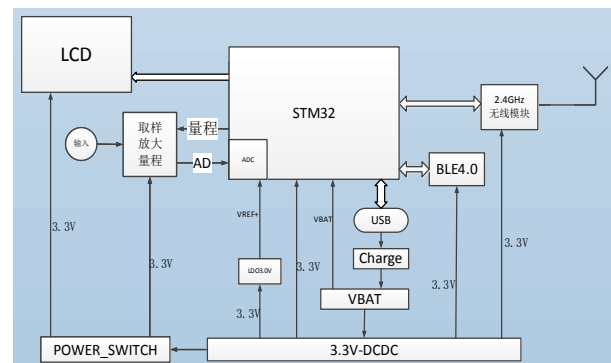 LCD
STM32
2.4GHz
无线模块
取样
放大
量程
量程
输入
AD
ADC
BLE4.0
VREF+
VBAT
USB
3.3V
3.3V
Charge
LDO3.0V
3.3V
3.3V
3.3V
VBAT
3.3V
POWER_SWITCH
3.3V-DCDC